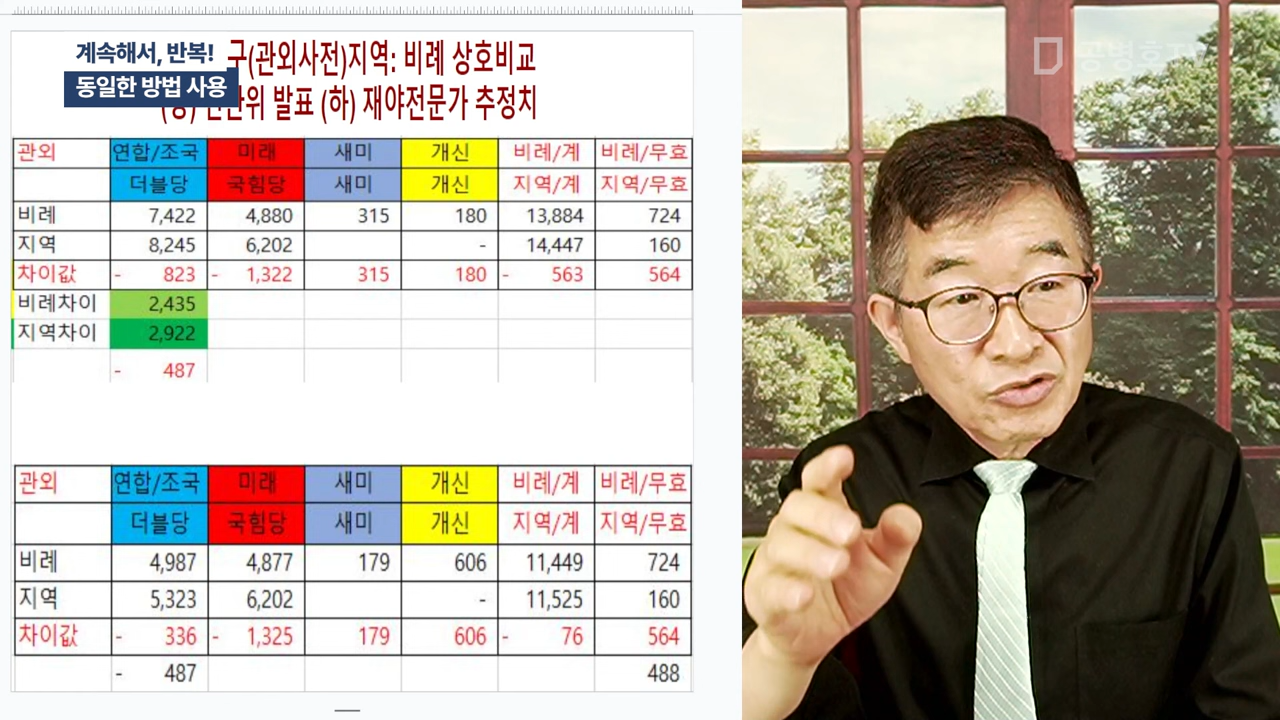 계속해서, 반복!
동일한 방법 사용
구(관외사전)지역: 비례 상호비교
발표 (하) 재야전문가 추정치
공병호TV
관외 연합/조국 미래 새미 개신 비례/계 비례/무효
더블당 국힘당 새미 개신 지역/계 지역/무효
비례 7,422 4,880 315 180 13,884 724
지역 8,245 6,202 - 14,447 160
차이값 - 823 - 1,322 315 180 - 563 564
비례차이 2,435
지역차이 2,922
- 487
관외 연합/조국 미래 새미 개신 비례/계 비례/무효
더블당 국힘당 새미 개신 지역/계 지역/무효
비례 4,987 4,877 179 606 11,449 724
지역 5,323 6,202 - 11,525 160
차이값 - 336 - 1,325 179 606 - 76 564
- 487 488